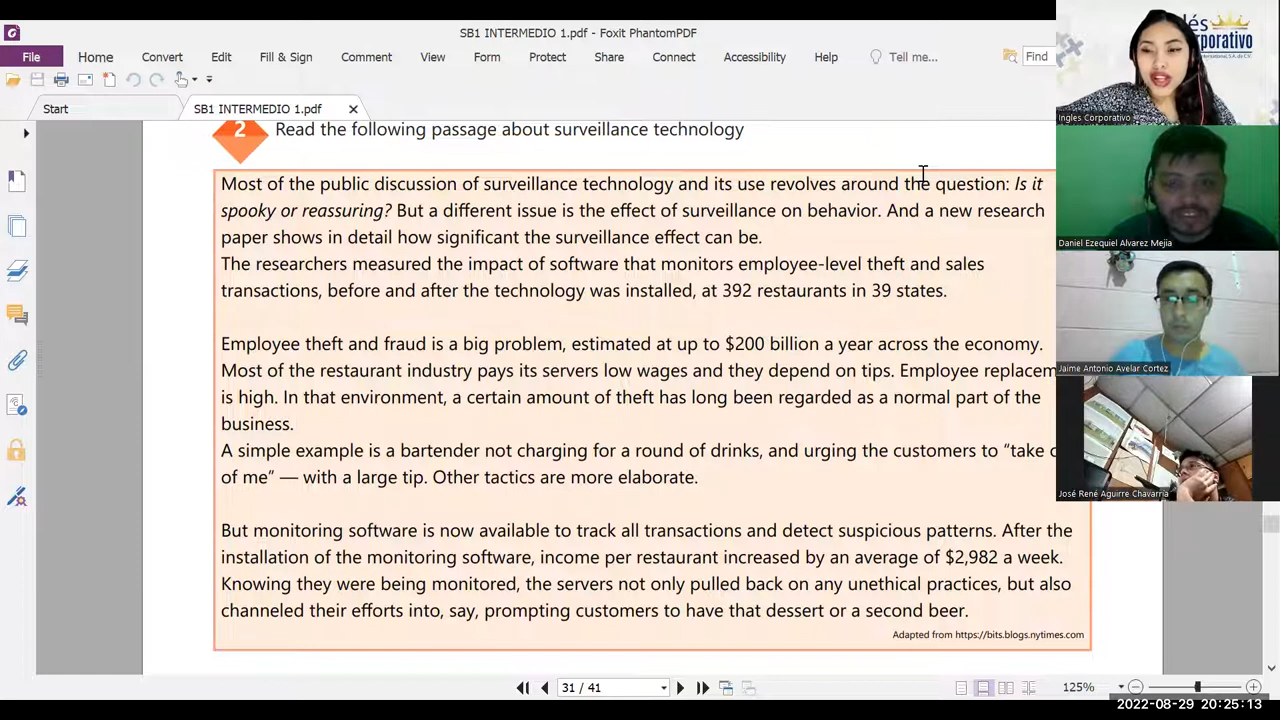 SB1 INTERMEDIO 1.pdf - Foxit PhantomPDF
File Home Convert Edit Fill & Sign Comment View Form Protect Share Connect Accessibility Help Tell me... Find
Start SB1 INTERMEDIO 1.pdf
2 Read the following passage about surveillance technology
Most of the public discussion of surveillance technology and its use revolves around the question: Is it
spooky or reassuring? But a different issue is the effect of surveillance on behavior. And a new research
paper shows in detail how significant the surveillance effect can be.
The researchers measured the impact of software that monitors employee-level theft and sales
transactions, before and after the technology was installed, at 392 restaurants in 39 states.
Employee theft and fraud is a big problem, estimated at up to $200 billion a year across the economy.
Most of the restaurant industry pays its servers low wages and they depend on tips. Employee replacem
is high. In that environment, a certain amount of theft has long been regarded as a normal part of the
business.
A simple example is a bartender not charging for a round of drinks, and urging the customers to “take c
of me” — with a large tip. Other tactics are more elaborate.
But monitoring software is now available to track all transactions and detect suspicious patterns. After the
installation of the monitoring software, income per restaurant increased by an average of $2,982 a week.
Knowing they were being monitored, the servers not only pulled back on any unethical practices, but also
channeled their efforts into, say, prompting customers to have that dessert or a second beer.
Adapted from https://bits.blogs.nytimes.com
31 / 41
125%
Ingles Corporativo
Daniel Ezequiel Alvarez Mejia
Jaime Antonio Avelar Cortez
José René Aguirre Chavarria
2022-08-29 20:25:13